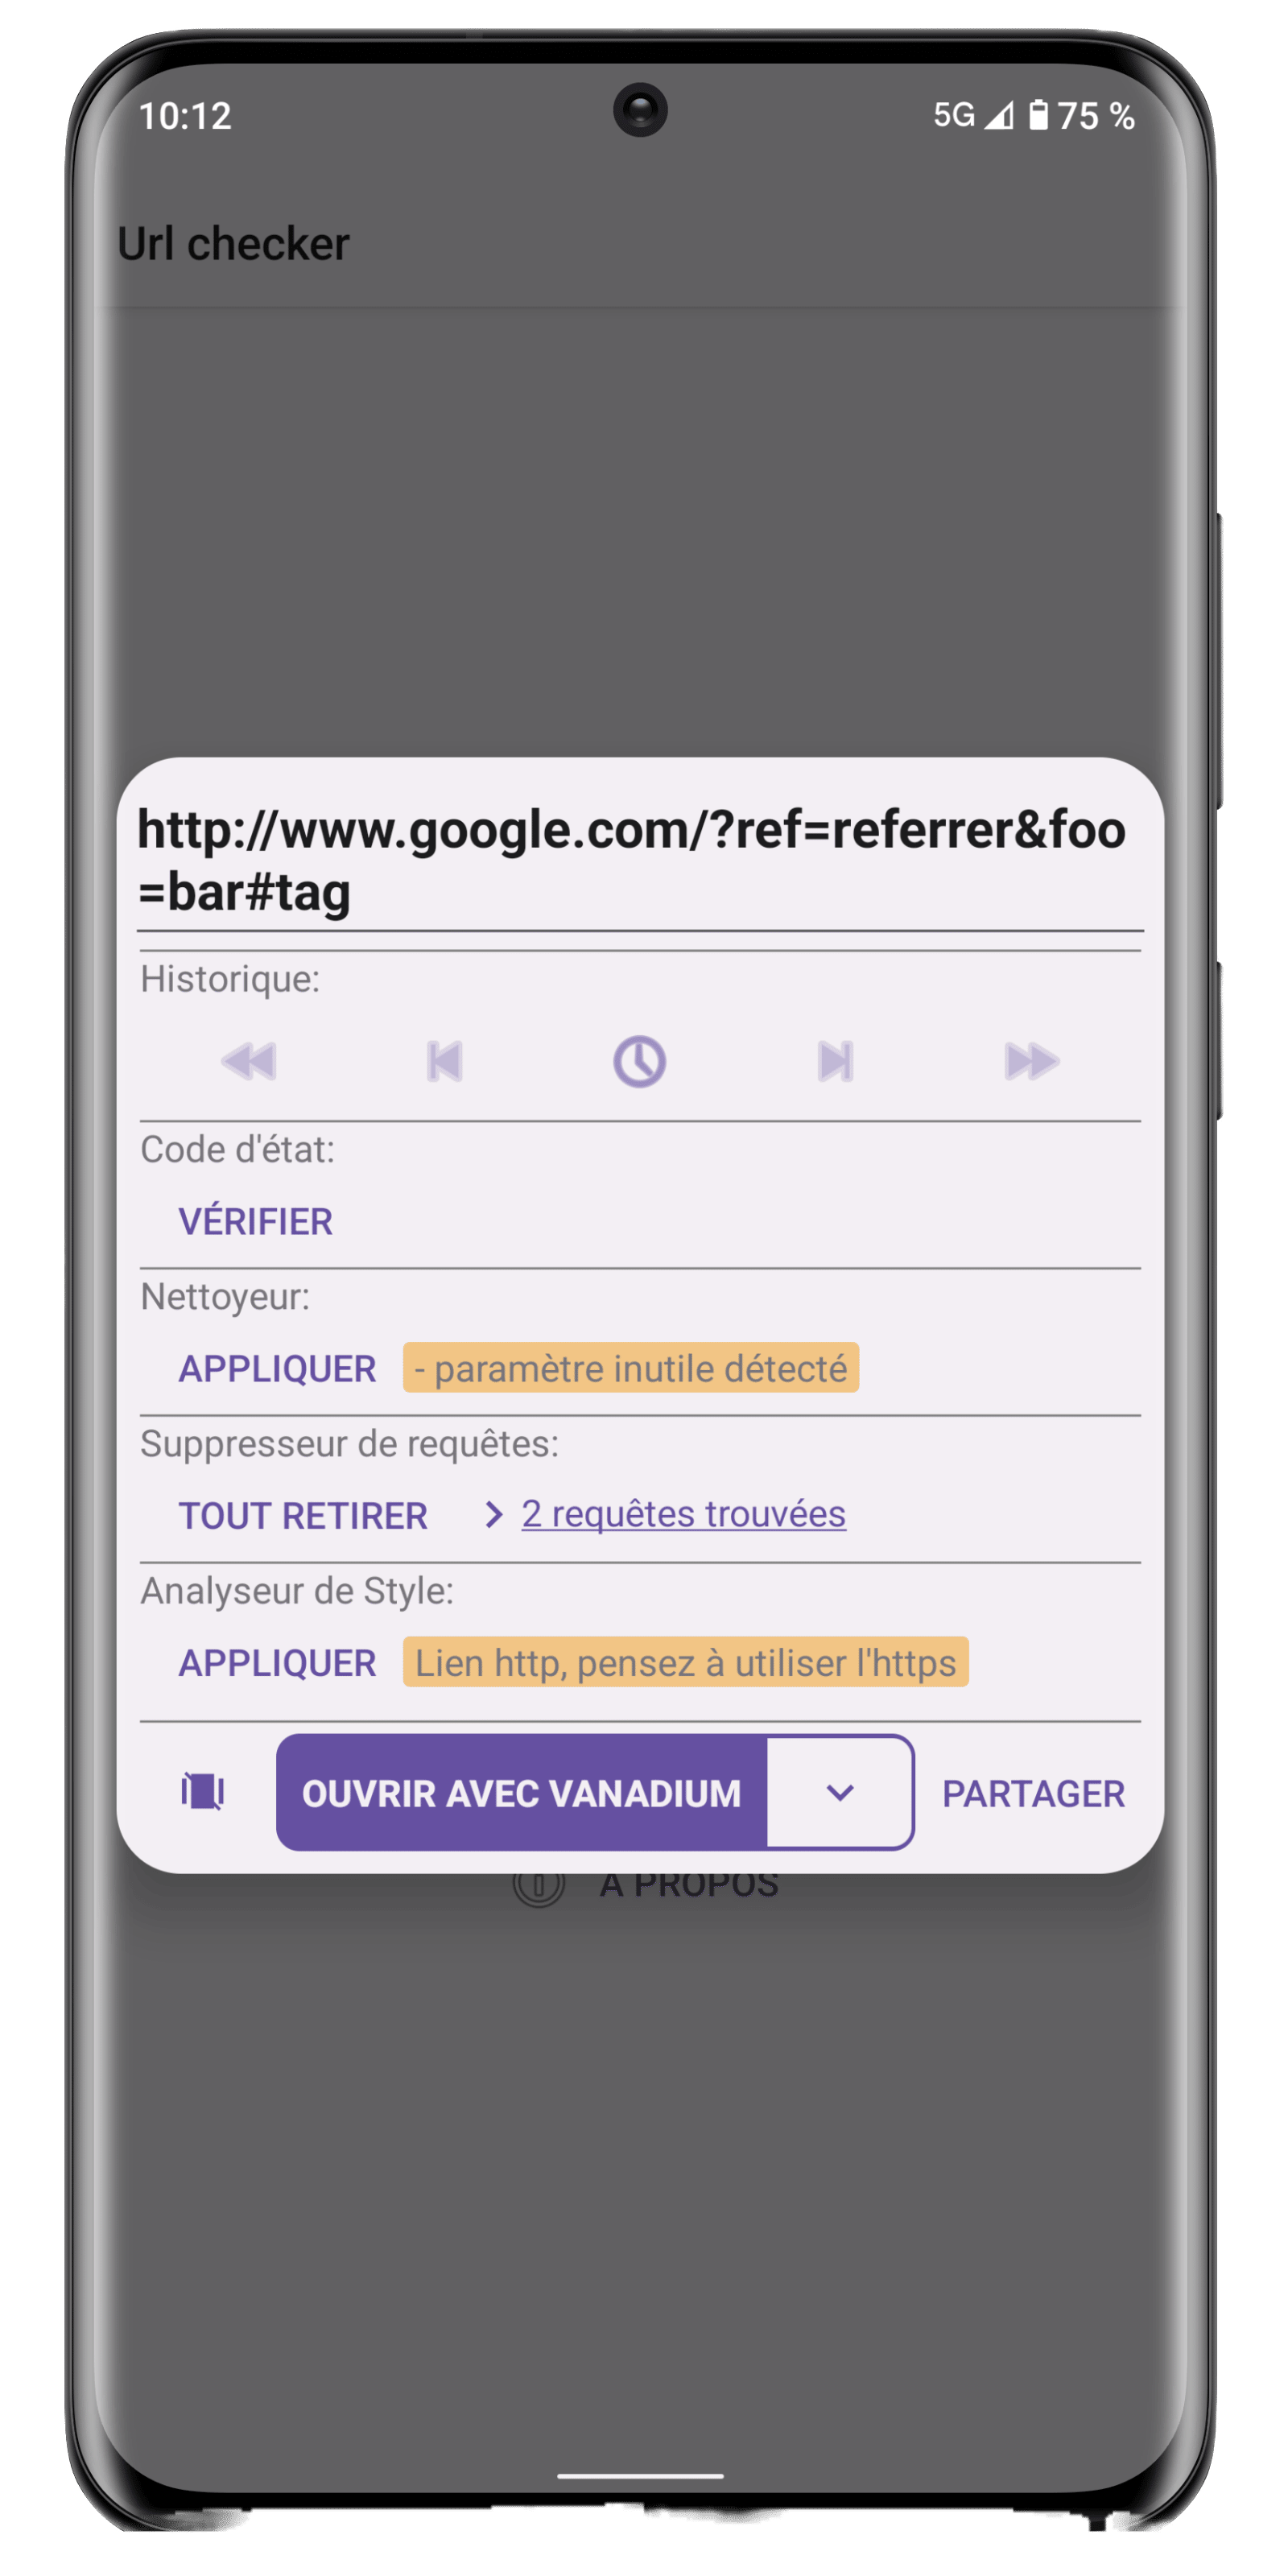 10:12
5G 75 %
Url checker
http://www.google.com/?ref=referrer&foo
=bar#tag
Historique:
Code d'état:
VÉRIFIER
Nettoyeur:
APPLIQUER - paramètre inutile détecté
Suppresseur de requêtes:
TOUT RETIRER 2 requêtes trouvées
Analyseur de Style:
APPLIQUER Lien http, pensez à utiliser l'https
OUVRIR AVEC VANADIUM PARTAGER
A PROPOS